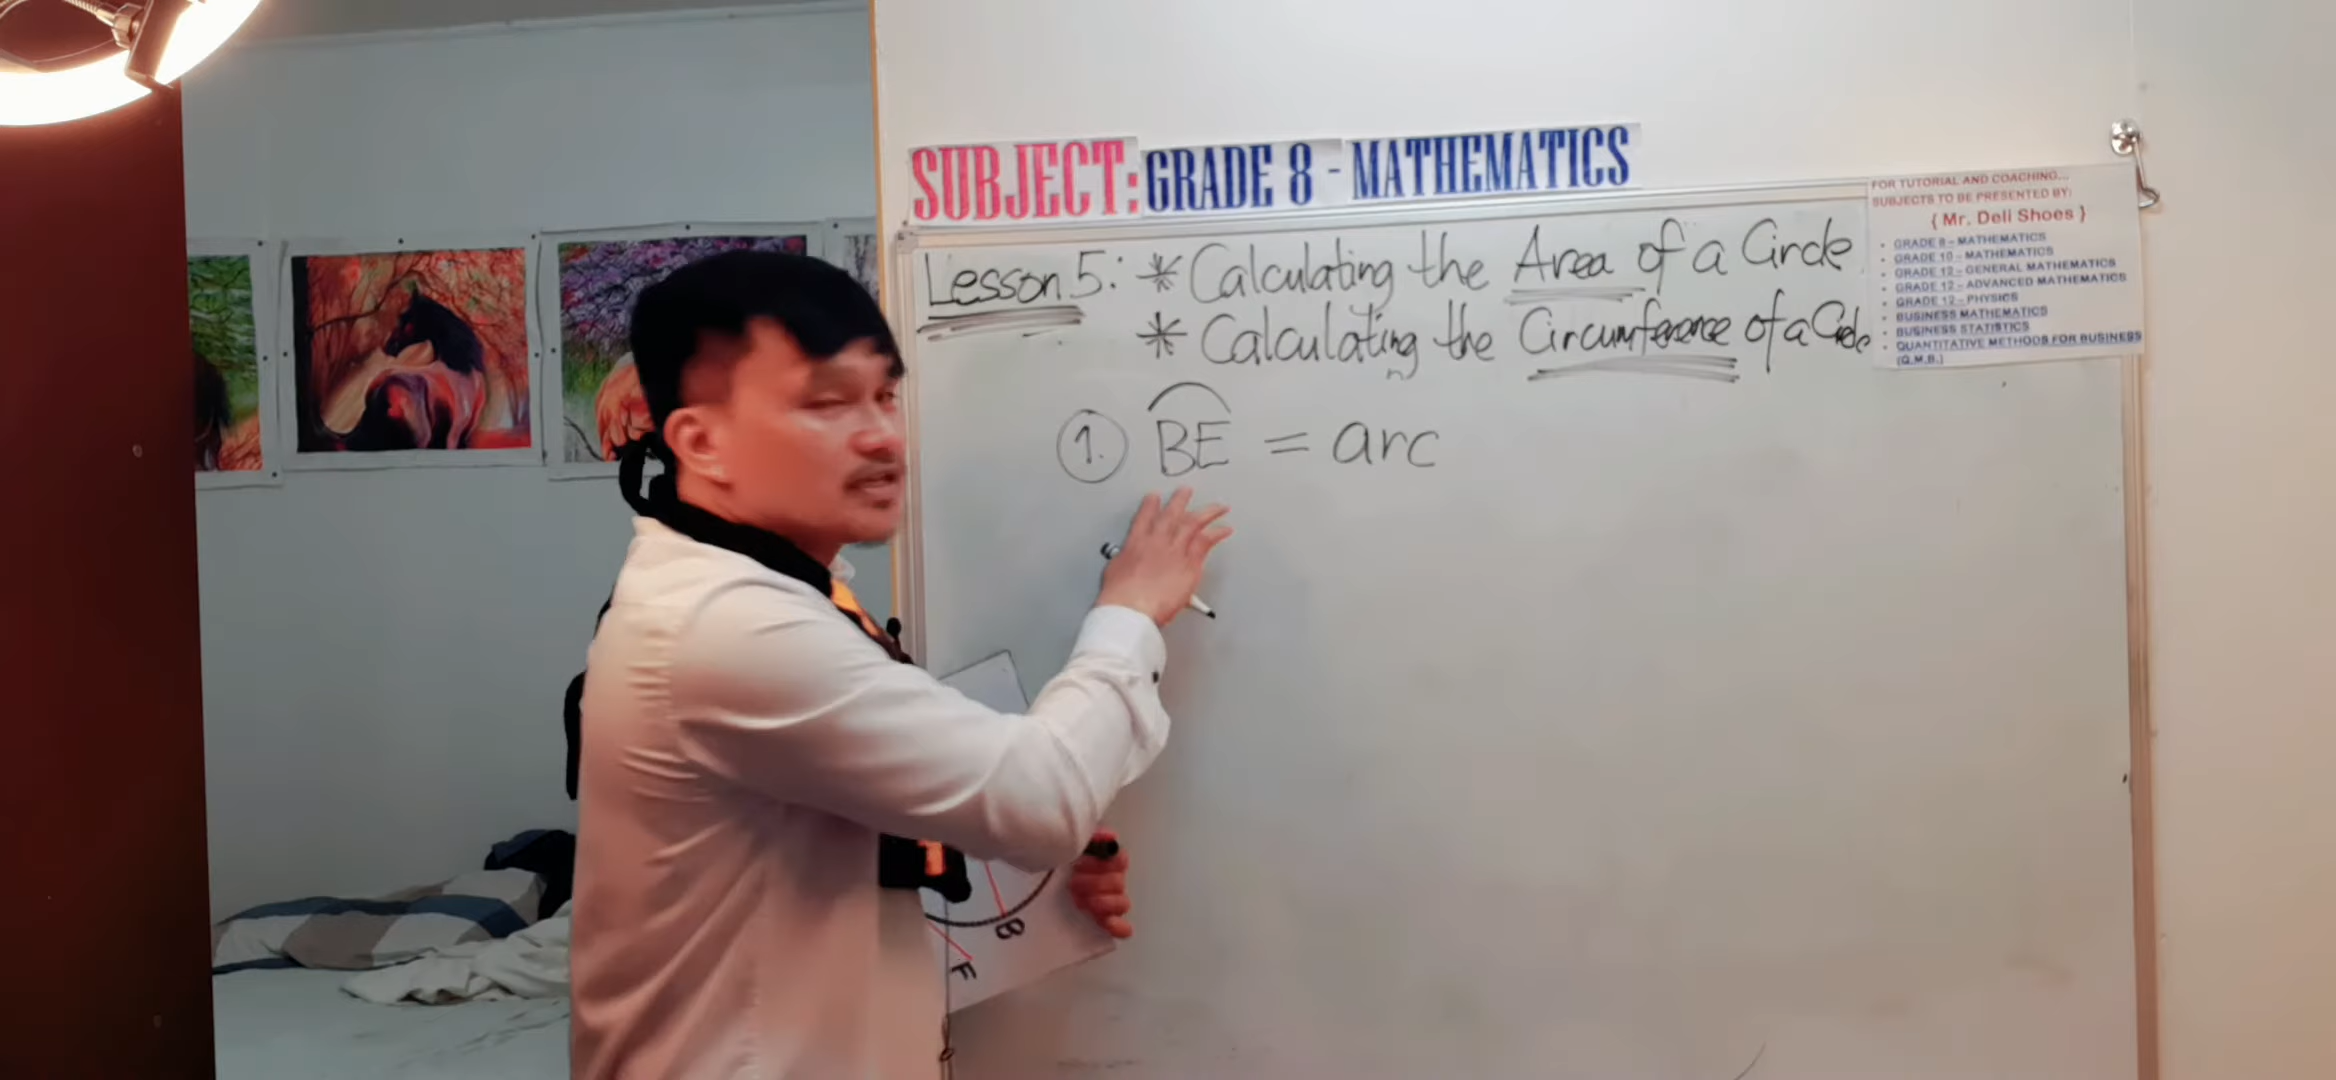 SUBJECT: GRADE 8 - MATHEMATICS
Lesson 5: * Calculating the Area of a Circle
* Calculating the Circumference of a Circle
FOR TUTORIAL AND COACHING...
SUBJECTS TO BE PRESENTED BY:
{ Mr. Deli Shoes }
• GRADE 8 - MATHEMATICS
• GRADE 10 - MATHEMATICS
• GRADE 12 - GENERAL MATHEMATICS
• GRADE 12 - ADVANCED MATHEMATICS
• GRADE 12 - PHYSICS
• BUSINESS MATHEMATICS
• BUSINESS STATISTICS
• QUANTITATIVE METHODS FOR BUSINESS
(Q.M.B.)
1. BE = arc
B
F